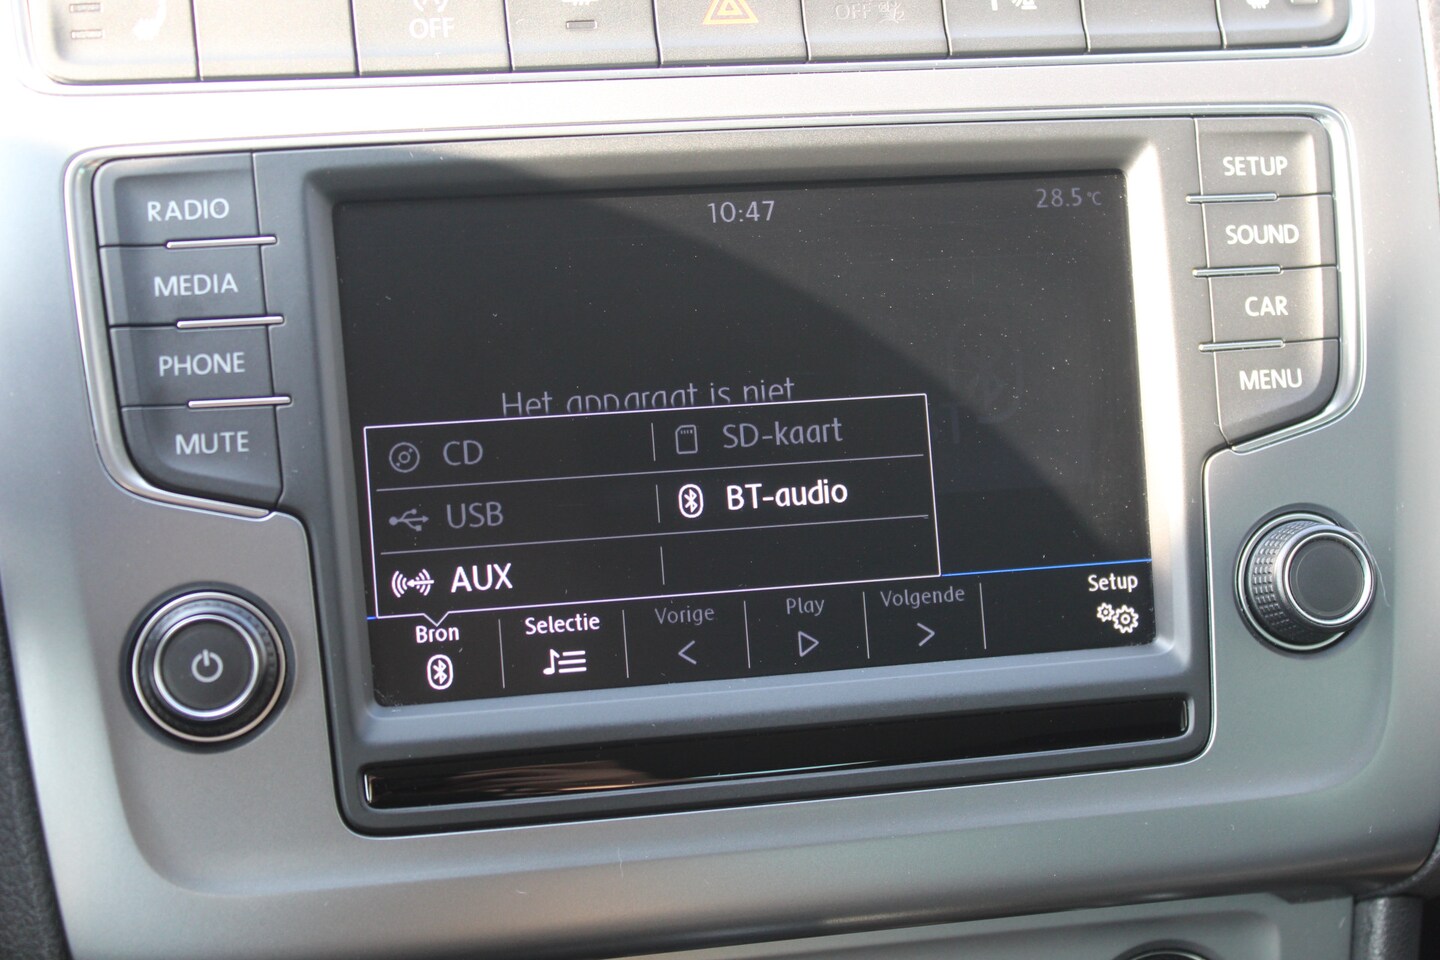 OFF
OFF
RADIO
MEDIA
PHONE
MUTE
10:47
28.5°C
Het apparaat is niet
CD
SD-kaart
USB
BT-audio
AUX
Bron
Selectie
Vorige
Play
Volgende
Setup
SETUP
SOUND
CAR
MENU